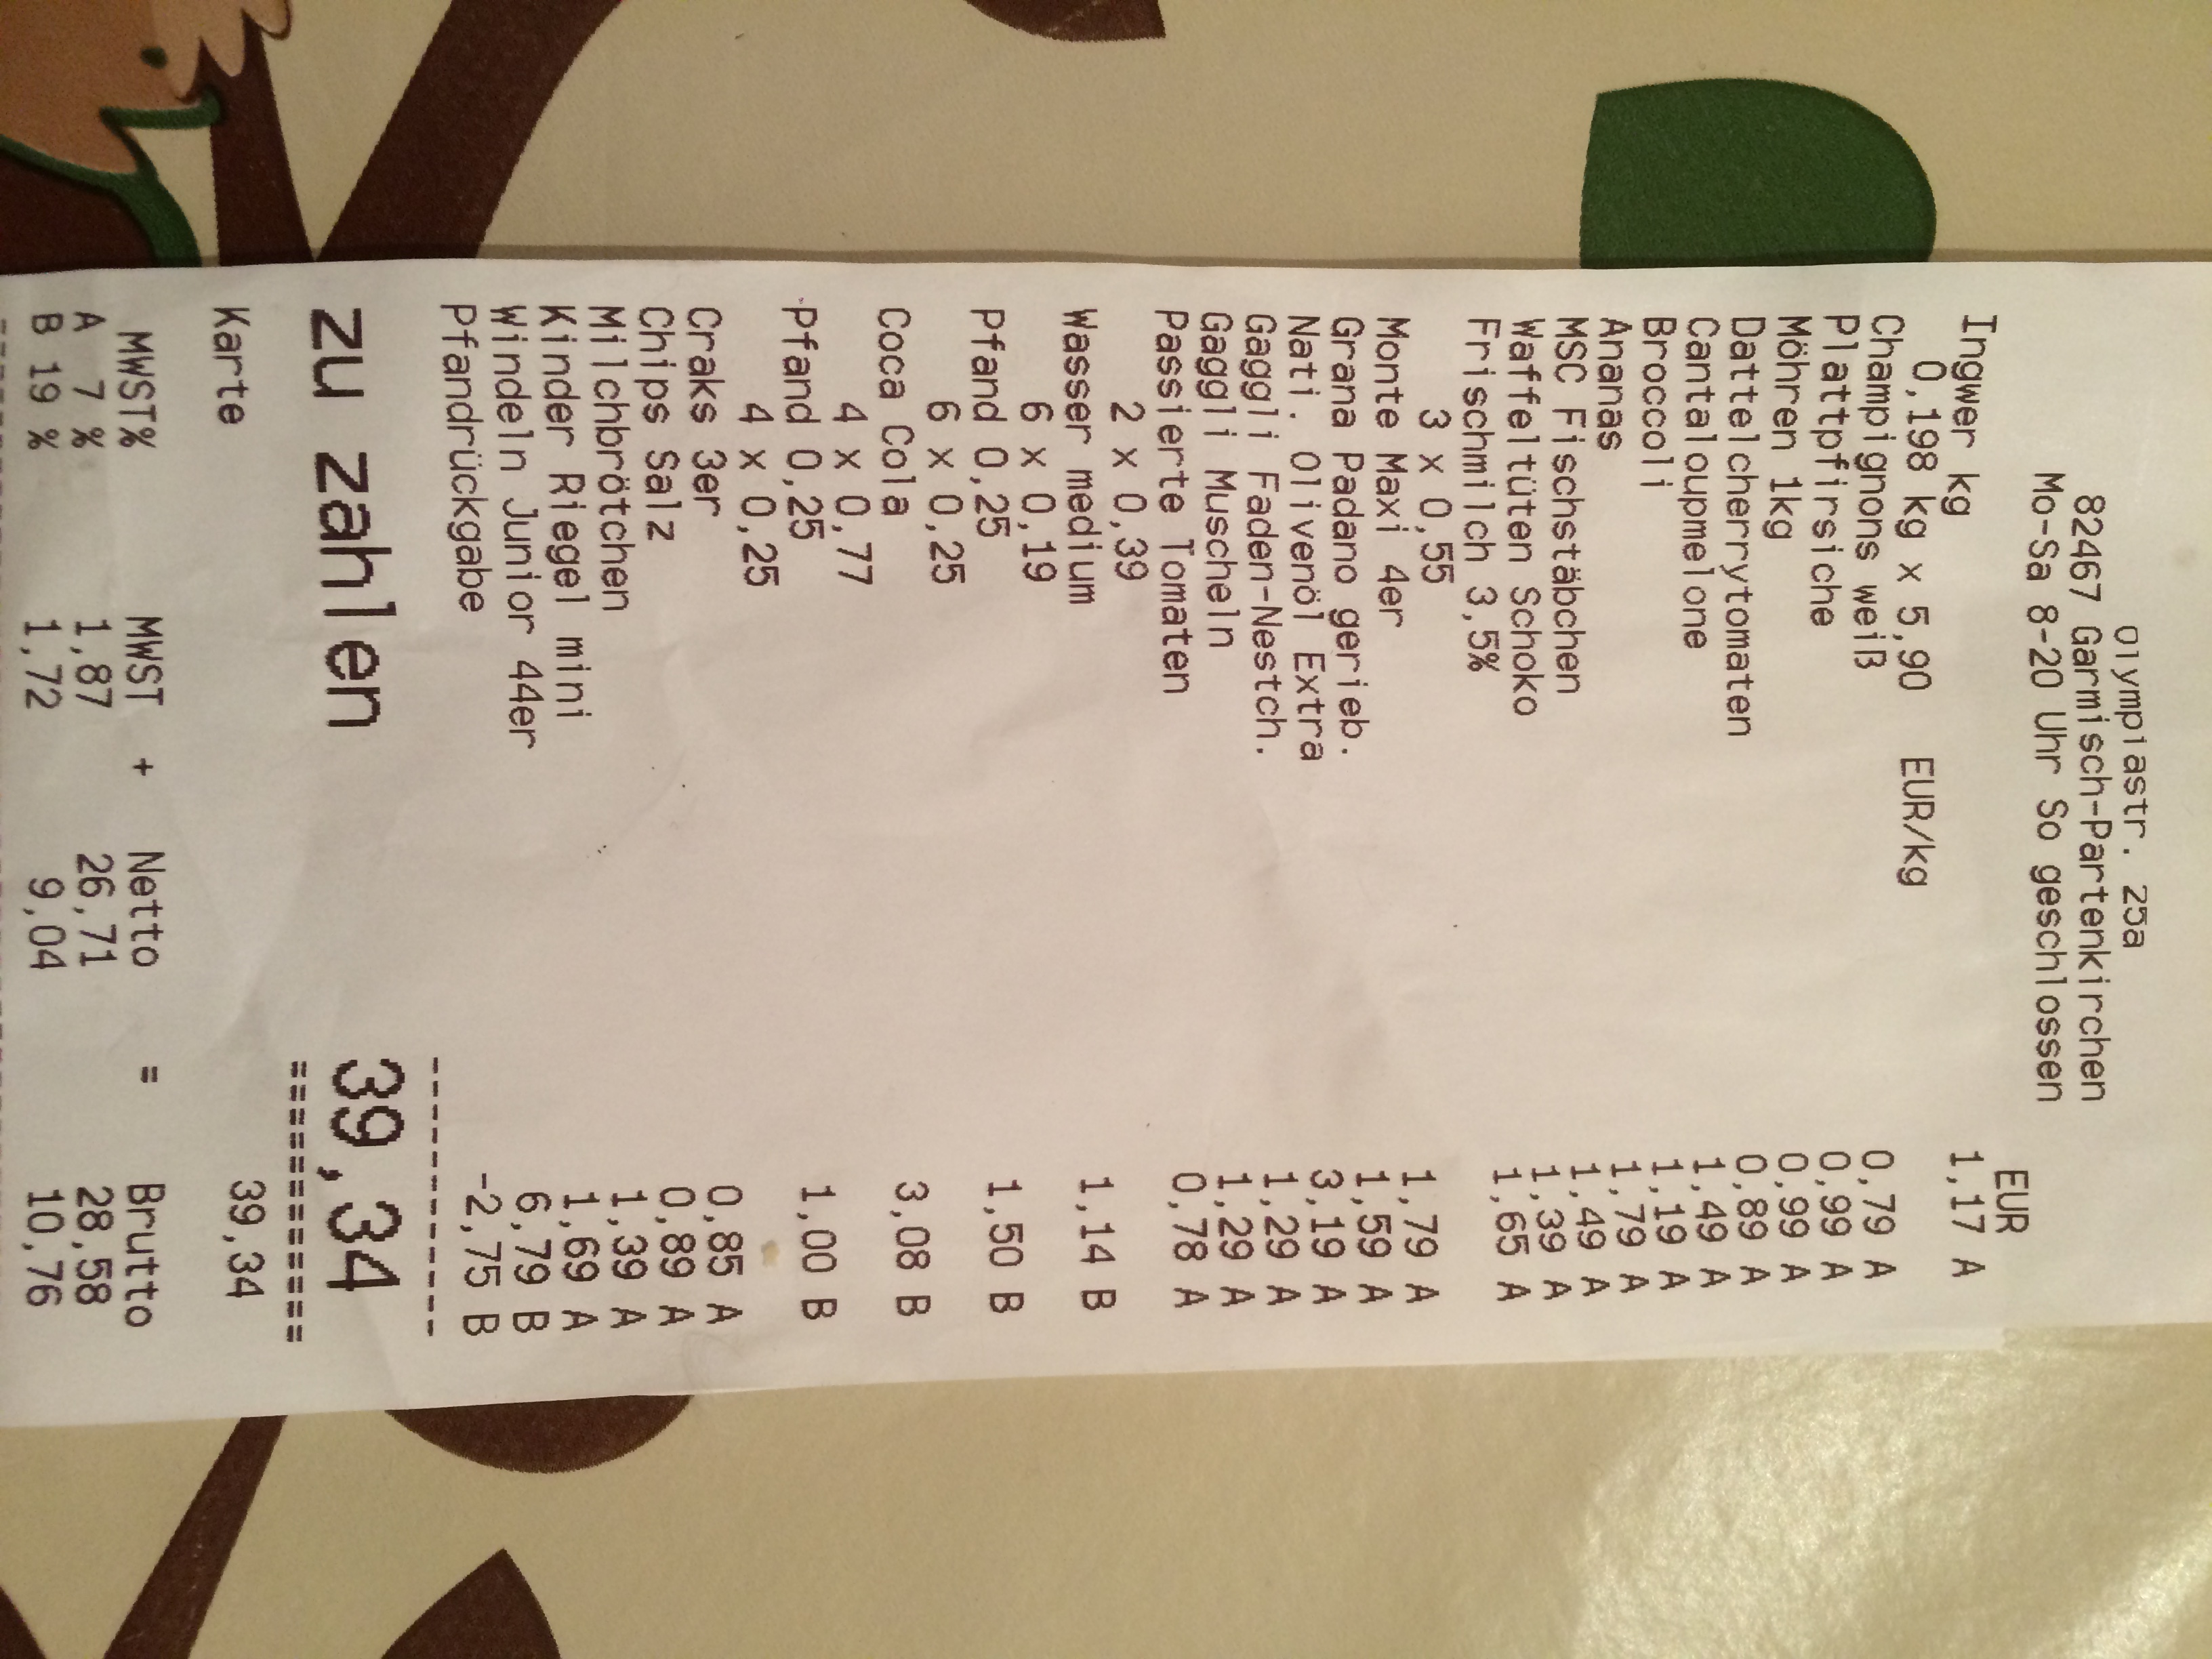 Olympiastr. 25a
82467 Garmisch-Partenkirchen
Mo-Sa 8-20 Uhr So geschlossen
EUR
Ingwer kg 1,17 A
0,198 kg x 5,90 EUR/kg
Champignons weiß 0,79 A
Plattpfirsiche 0,99 A
Möhren 1kg 0,99 A
Dattelcherrytomaten 0,89 A
Cantaloupmelone 1,49 A
Broccoli 1,19 A
Ananas 1,79 A
MSC Fischstäbchen 1,49 A
Waffeltüten Schoko 1,39 A
Frischmilch 3,5% 1,65 A
3 x 0,55
Monte Maxi 4er 1,79 A
Grana Padano gerieb. 1,59 A
Nati. Olivenöl Extra 3,19 A
Gaggli Faden-Nestch. 1,29 A
Gaggli Muscheln 1,29 A
Passierte Tomaten 0,78 A
2 x 0,39
Wasser medium 1,14 B
6 x 0,19
Pfand 0,25 1,50 B
6 x 0,25
Coca Cola 3,08 B
4 x 0,77
Pfand 0,25 1,00 B
4 x 0,25
Craks 3er 0,85 A
Chips Salz 0,89 A
Milchbrötchen 1,39 A
Kinder Riegel mini 1,69 A
Windeln Junior 44er 6,79 B
Pfandrückgabe -2,75 B
zu zahlen 39,34
Karte 39,34
MWST% MWST + Netto = Brutto
A 7 % 1,87 26,71 28,58
B 19 % 1,72 9,04 10,76